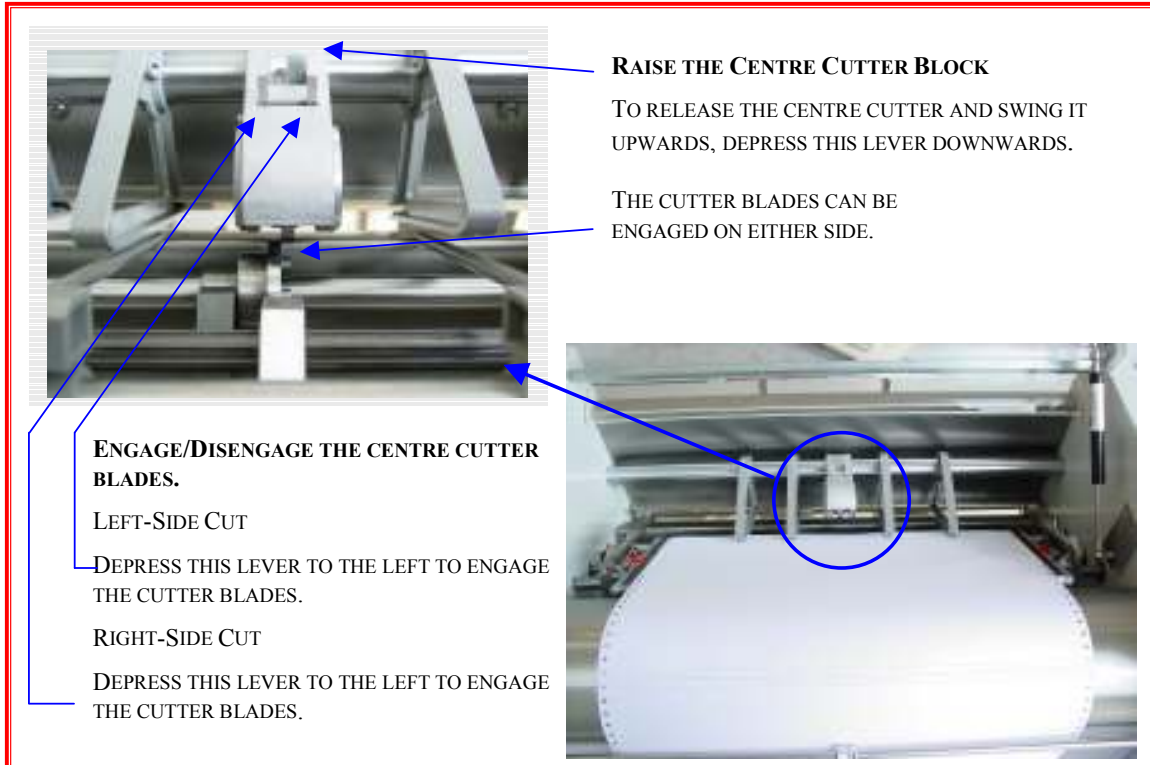 RAISE THE CENTRE CUTTER BLOCK
TO RELEASE THE CENTRE CUTTER AND SWING IT
UPWARDS, DEPRESS THIS LEVER DOWNWARDS.
THE CUTTER BLADES CAN BE
ENGAGED ON EITHER SIDE.
ENGAGE/DISENGAGE THE CENTRE CUTTER
BLADES.
LEFT-SIDE CUT
DEPRESS THIS LEVER TO THE LEFT TO ENGAGE
THE CUTTER BLADES.
RIGHT-SIDE CUT
DEPRESS THIS LEVER TO THE LEFT TO ENGAGE
THE CUTTER BLADES.